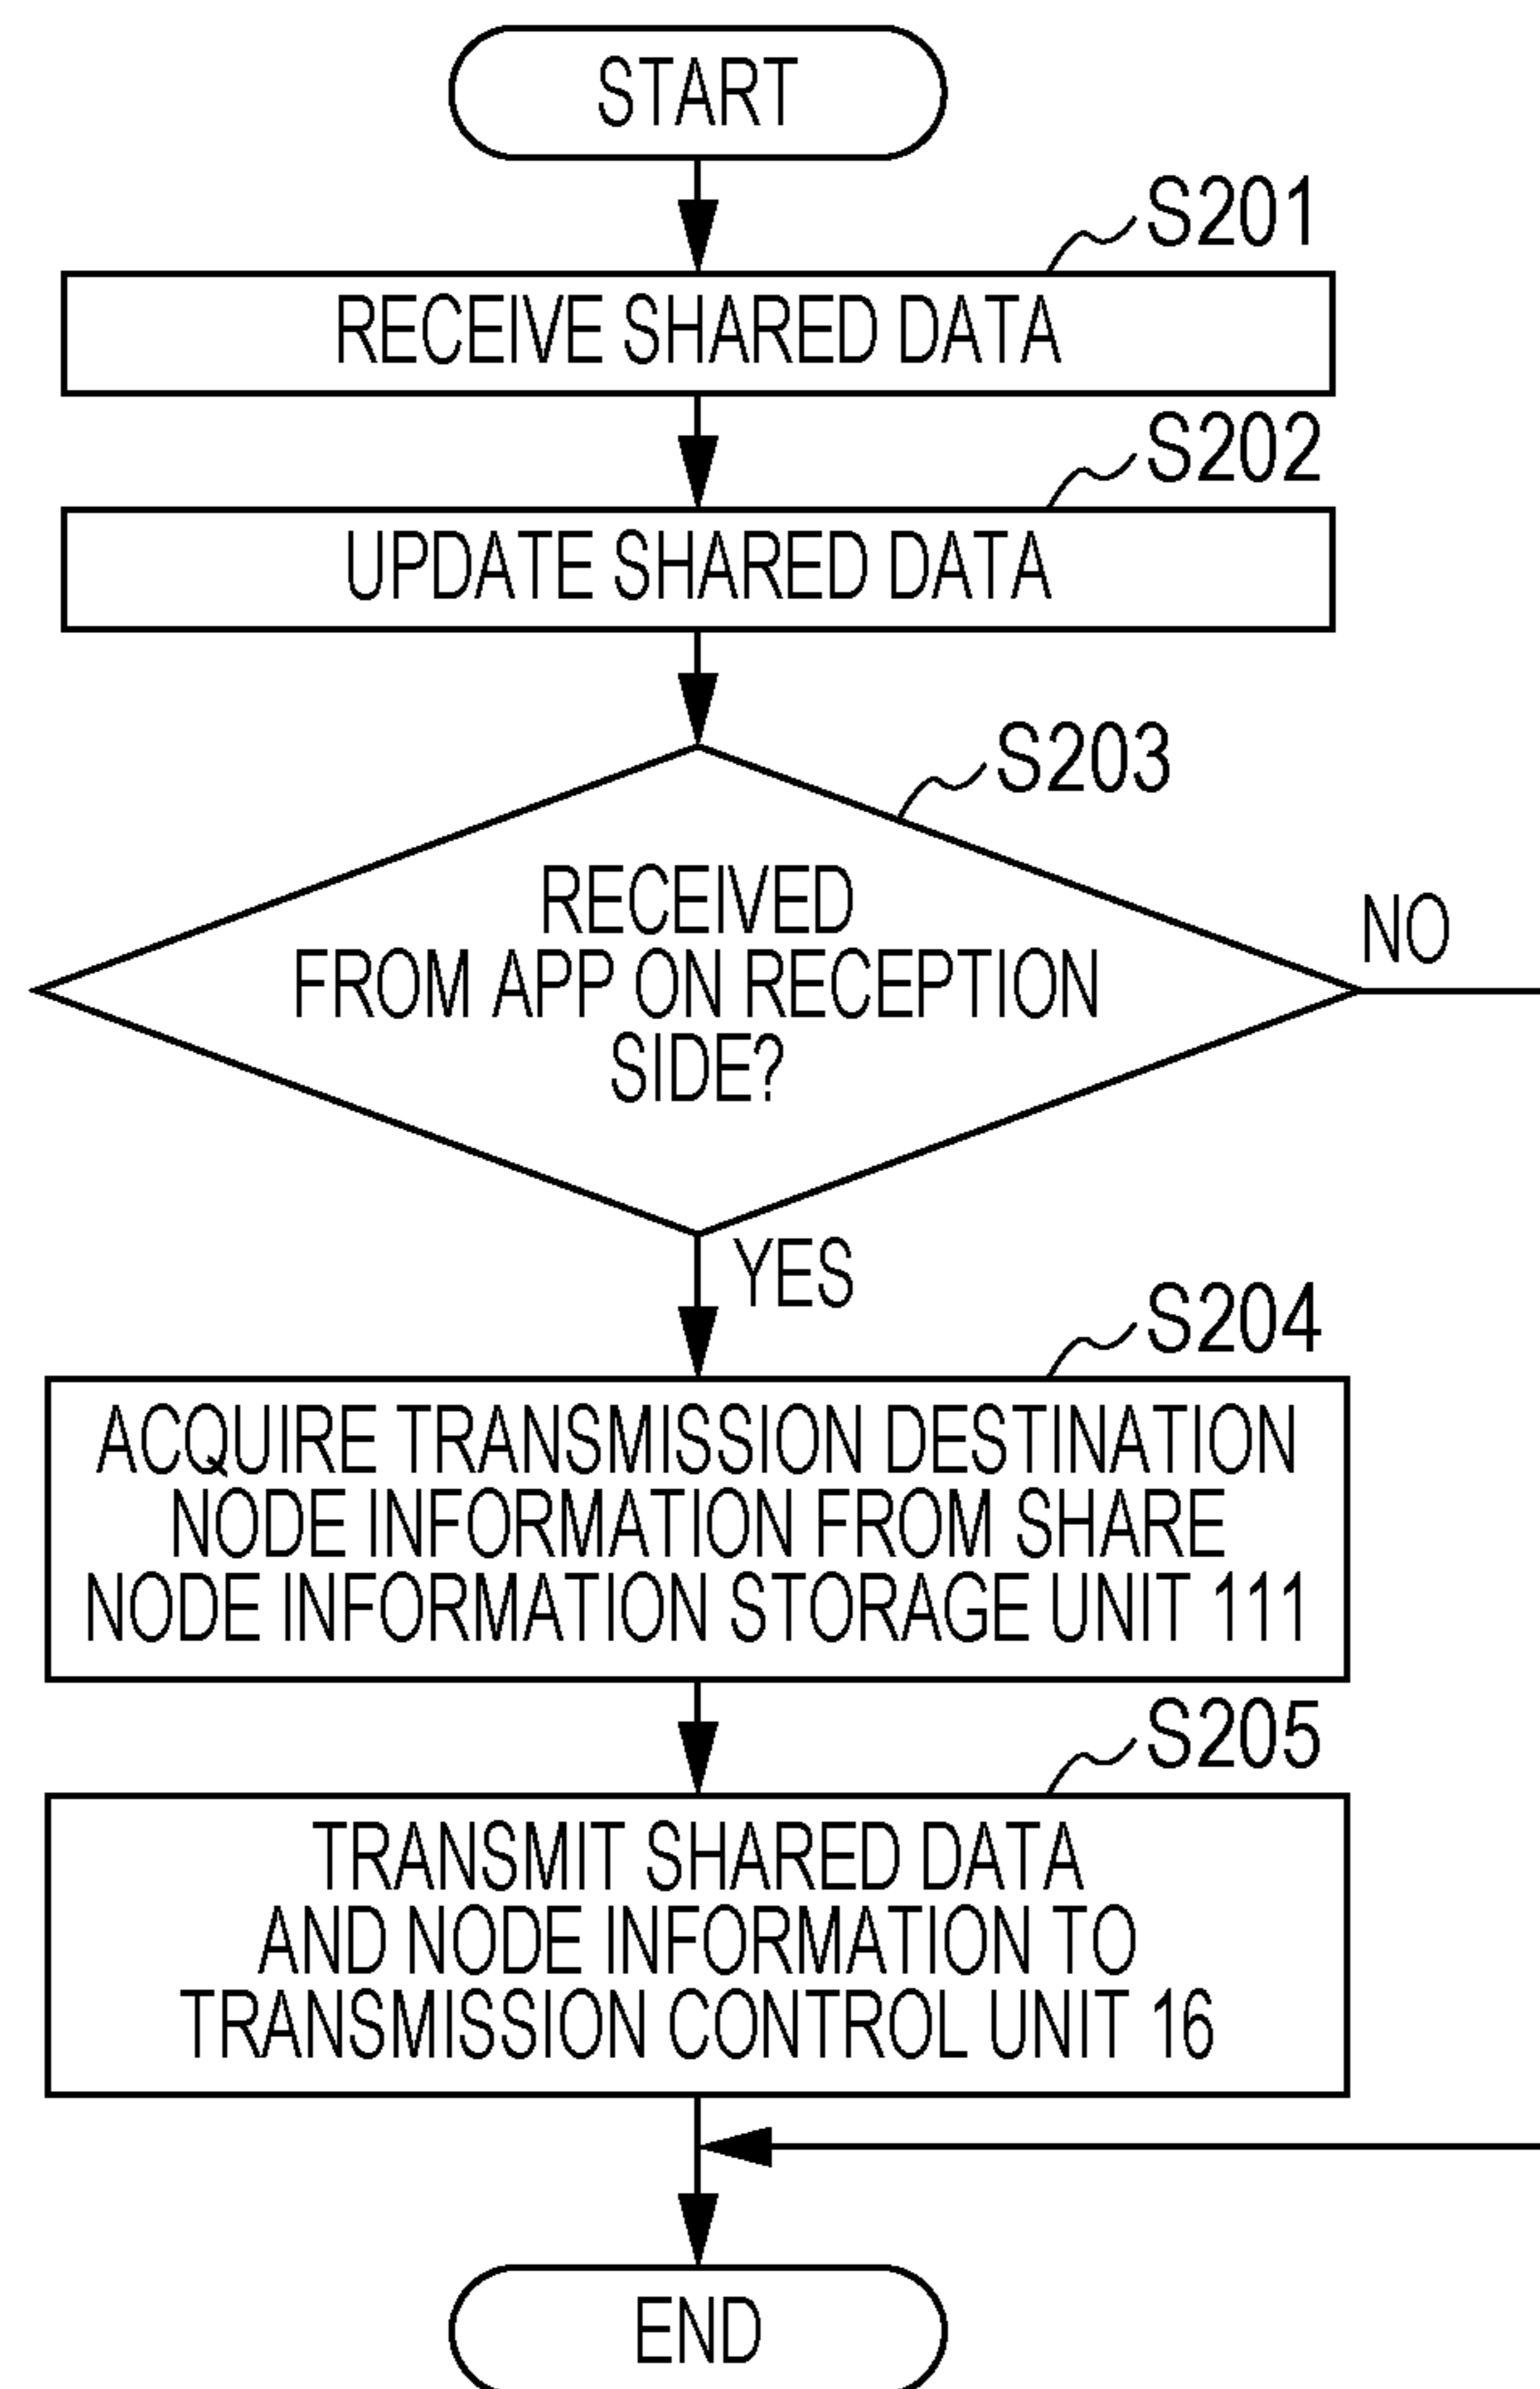 START
S201
RECEIVE SHARED DATA
S202
UPDATE SHARED DATA
S203
RECEIVED
FROM APP ON RECEPTION
SIDE?
NO
YES
S204
ACQUIRE TRANSMISSION DESTINATION
NODE INFORMATION FROM SHARE
NODE INFORMATION STORAGE UNIT 111
S205
TRANSMIT SHARED DATA
AND NODE INFORMATION TO
TRANSMISSION CONTROL UNIT 16
END